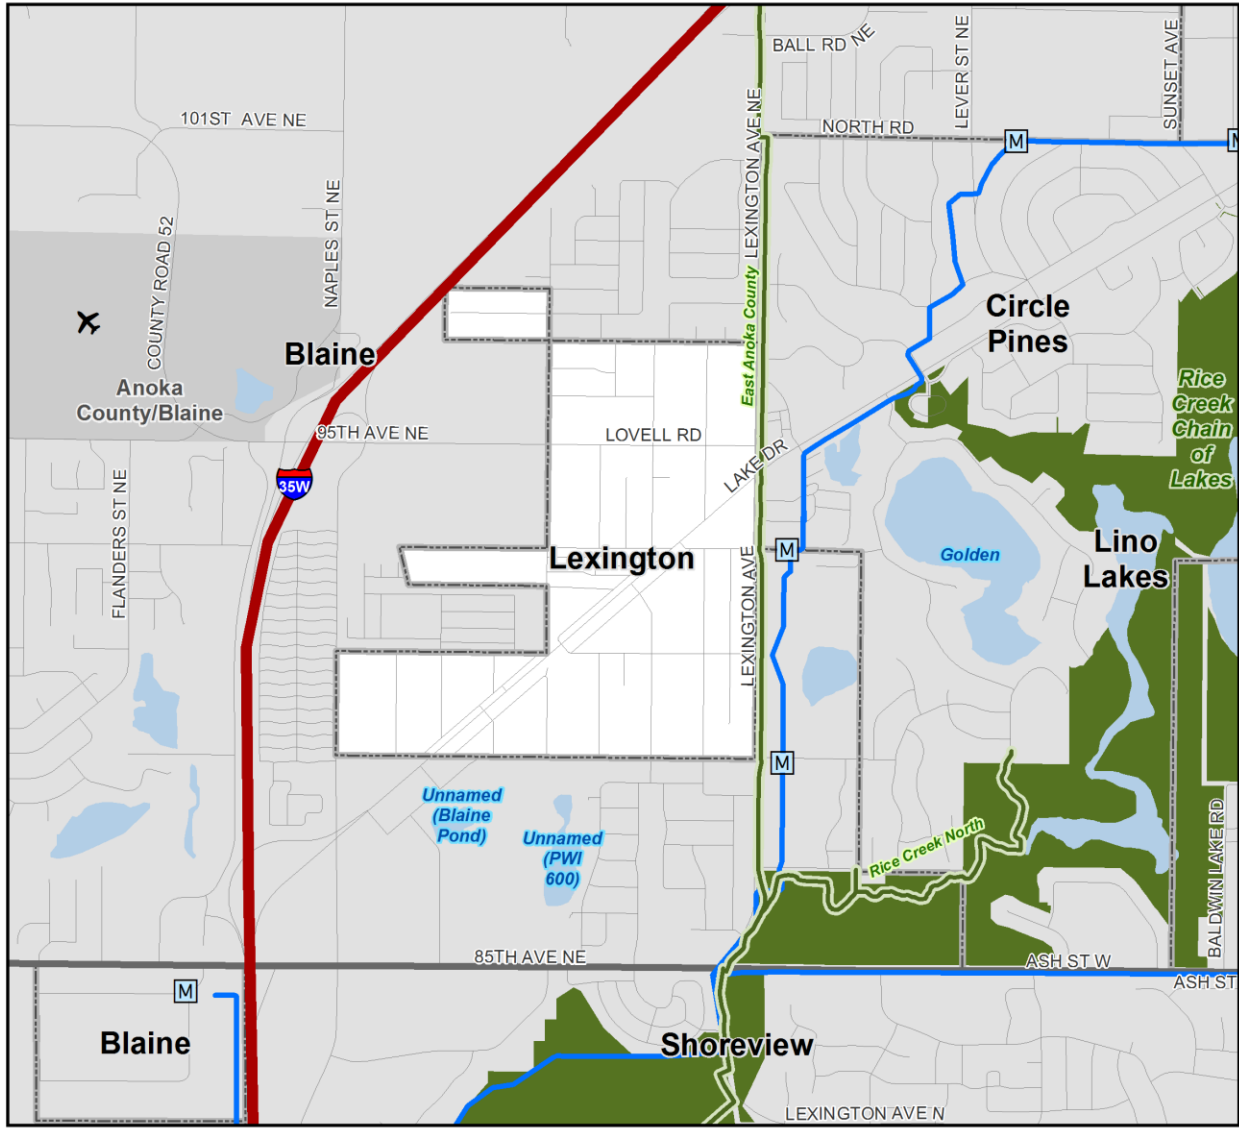 BALL RD NE
LEVER ST NE
SUNSET AVE
101ST AVE NE
NORTH RD
M
M
LEXINGTON AVE NE
NAPLES ST NE
COUNTY ROAD 52
East Anoka County
Circle
Pines
Blaine
Anoka
County/Blaine
Rice
Creek
Chain
of
Lakes
95TH AVE NE
LOVELL RD
LAKE DR
35W
FLANDERS ST NE
Lexington
LEXINGTON AVE
M
Golden
Lino
Lakes
M
Unnamed
(Blaine
Pond)
Unnamed
(PWI
600)
Rice Creek North
BALDWIN LAKE RD
85TH AVE NE
ASH ST W
ASH ST
M
Blaine
Shoreview
LEXINGTON AVE N